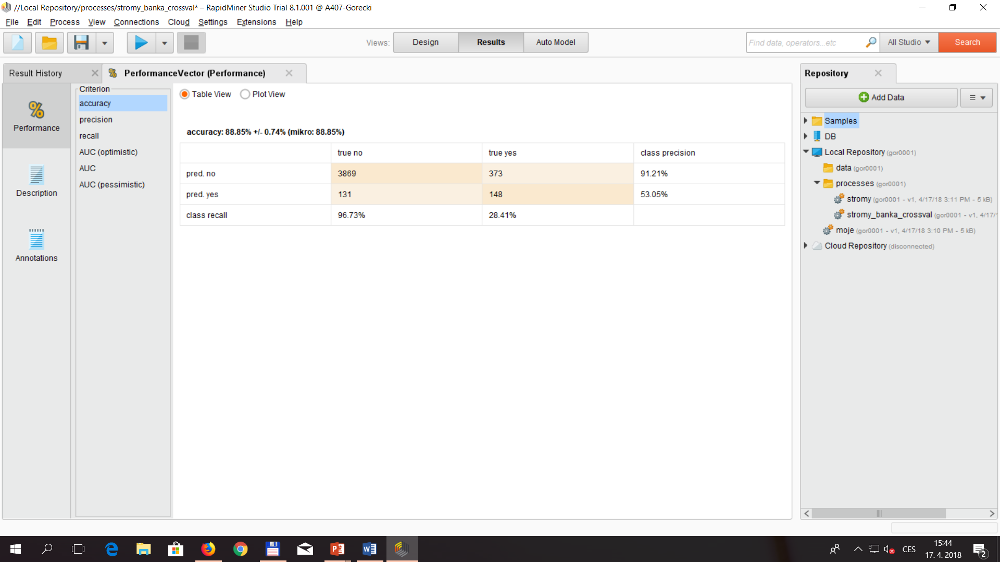 //Local Repository/processes/stromy_banka_crossval* – RapidMiner Studio Trial 8.1.001 @ A407-Gorecki
File Edit Process View Connections Cloud Settings Extensions Help
Views: Design Results Auto Model
Find data, operators...etc All Studio Search
Result History PerformanceVector (Performance)
Performance
Description
Annotations
Criterion
accuracy
precision
recall
AUC (optimistic)
AUC
AUC (pessimistic)
Table View Plot View
accuracy: 88.85% +/- 0.74% (mikro: 88.85%)
true no true yes class precision
pred. no 3869 373 91.21%
pred. yes 131 148 53.05%
class recall 96.73% 28.41%
Repository
Add Data
Samples
DB
Local Repository (gor0001)
data (gor0001)
processes (gor0001)
stromy (gor0001 - v1, 4/17/18 3:11 PM - 5 kB)
stromy_banka_crossval (gor0001 - v1, 4/17/
moje (gor0001 - v1, 4/17/18 3:10 PM - 5 kB)
Cloud Repository (disconnected)
CES
15:44
17. 4. 2018
2